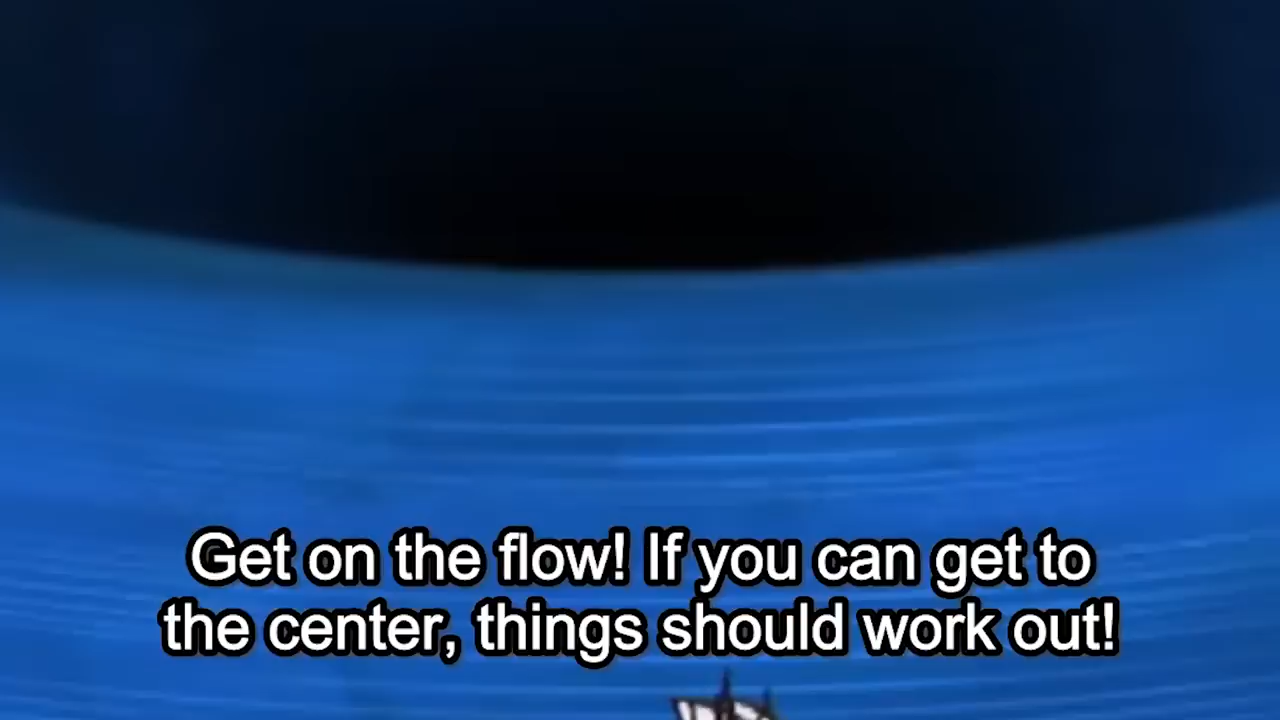 Get on the flow! If you can get to
the center, things should work out!